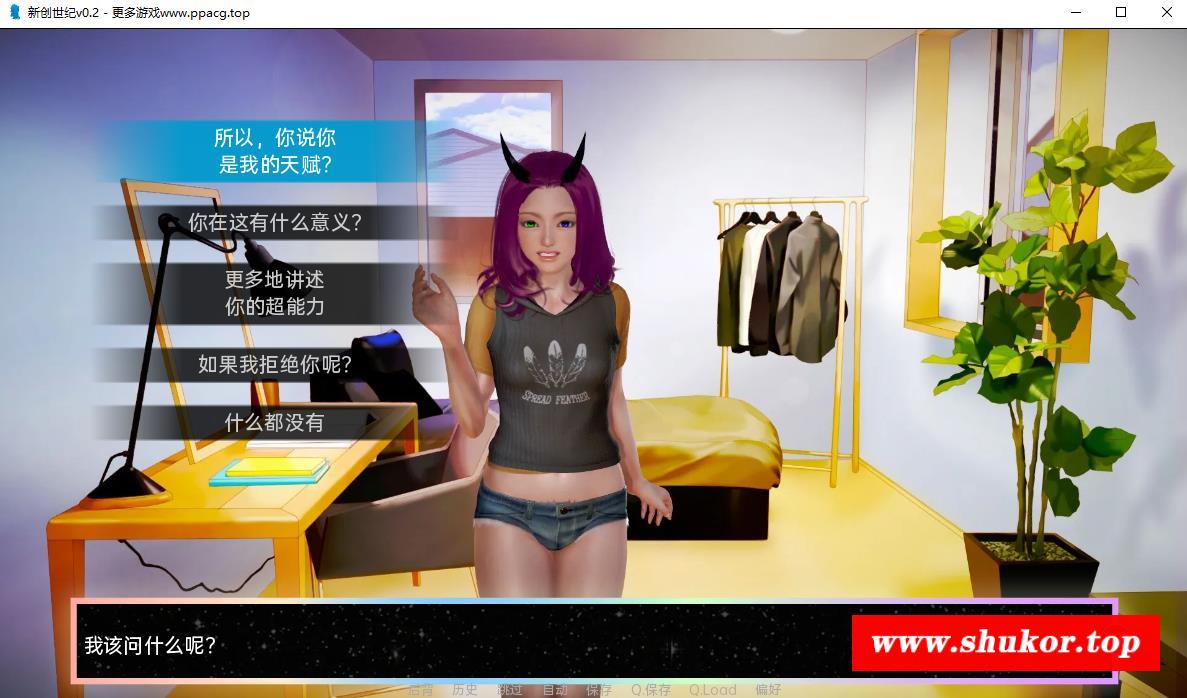 新创世纪v0.2 - 更多游戏www.ppacg.top
所以，你说你
是我的天赋？
你在这有什么意义？
更多地讲述
你的超能力
如果我拒绝你呢？
什么都没有
SPREAD FEATHER
我该问什么呢？
www.shukor.top
后背 历史 跳过 自动 保存 Q.保存 Q.Load 偏好